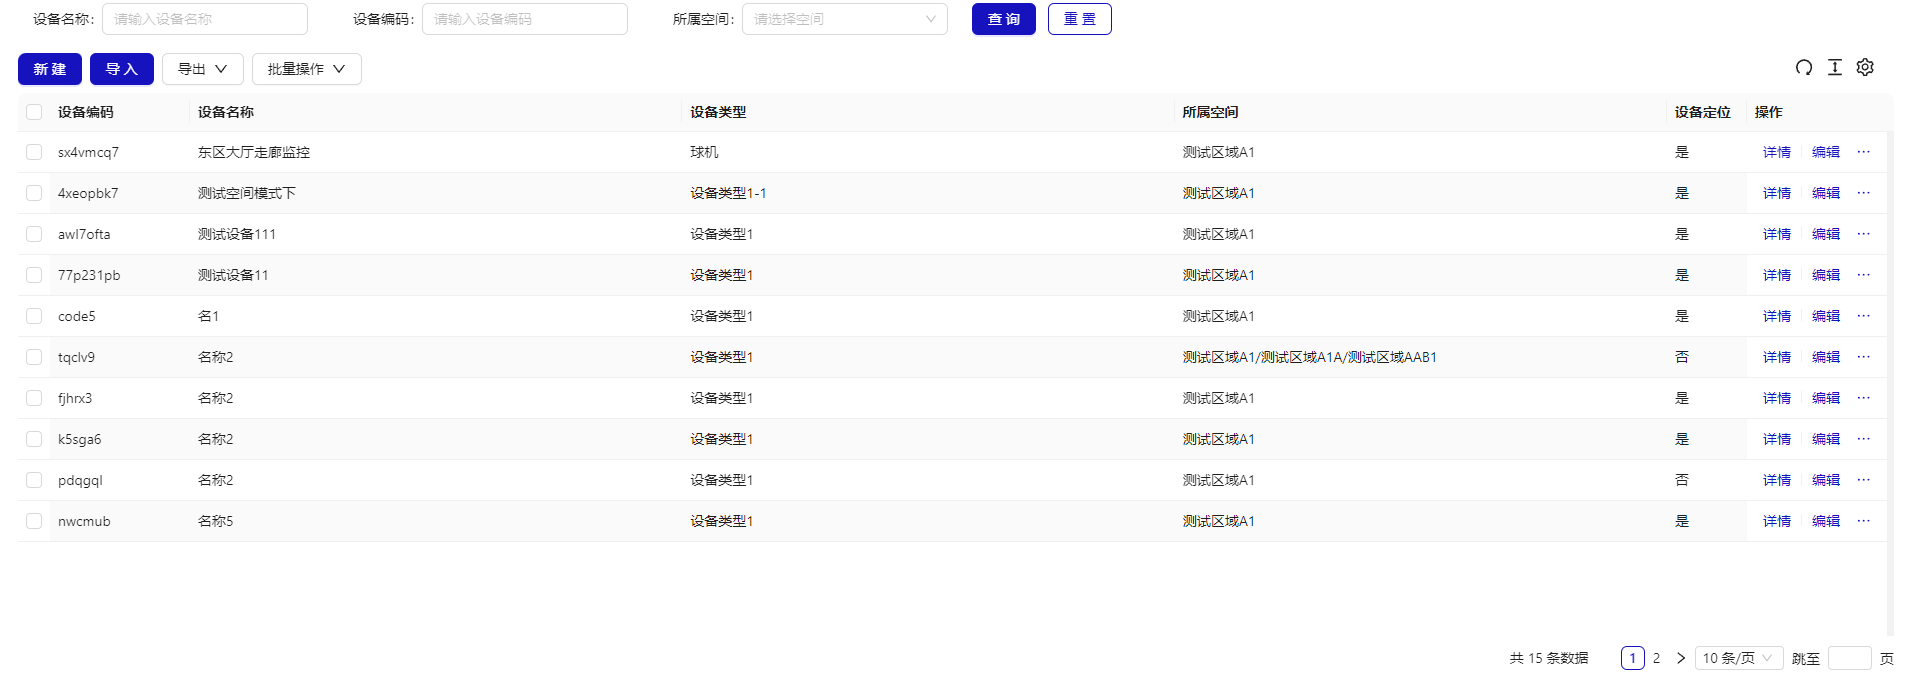 设备名称: 请输入设备名称 设备编码: 请输入设备编码 所属空间: 请选择空间 查 询 重 置
新 建 导 入 导出 批量操作
设备编码 设备名称 设备类型 所属空间 设备定位 操作
sx4vmcq7 东区大厅走廊监控 球机 测试区域A1 是 详情 编辑 ···
4xeopbk7 测试空间模式下 设备类型1-1 测试区域A1 是 详情 编辑 ···
awl7ofta 测试设备111 设备类型1 测试区域A1 是 详情 编辑 ···
77p231pb 测试设备11 设备类型1 测试区域A1 是 详情 编辑 ···
code5 名1 设备类型1 测试区域A1 是 详情 编辑 ···
tqclv9 名称2 设备类型1 测试区域A1/测试区域A1A/测试区域AAB1 否 详情 编辑 ···
fjhrx3 名称2 设备类型1 测试区域A1 是 详情 编辑 ···
k5sga6 名称2 设备类型1 测试区域A1 是 详情 编辑 ···
pdqgql 名称2 设备类型1 测试区域A1 否 详情 编辑 ···
nwcmub 名称5 设备类型1 测试区域A1 是 详情 编辑 ···
共 15 条数据 1 2 10 条/页 跳至 页